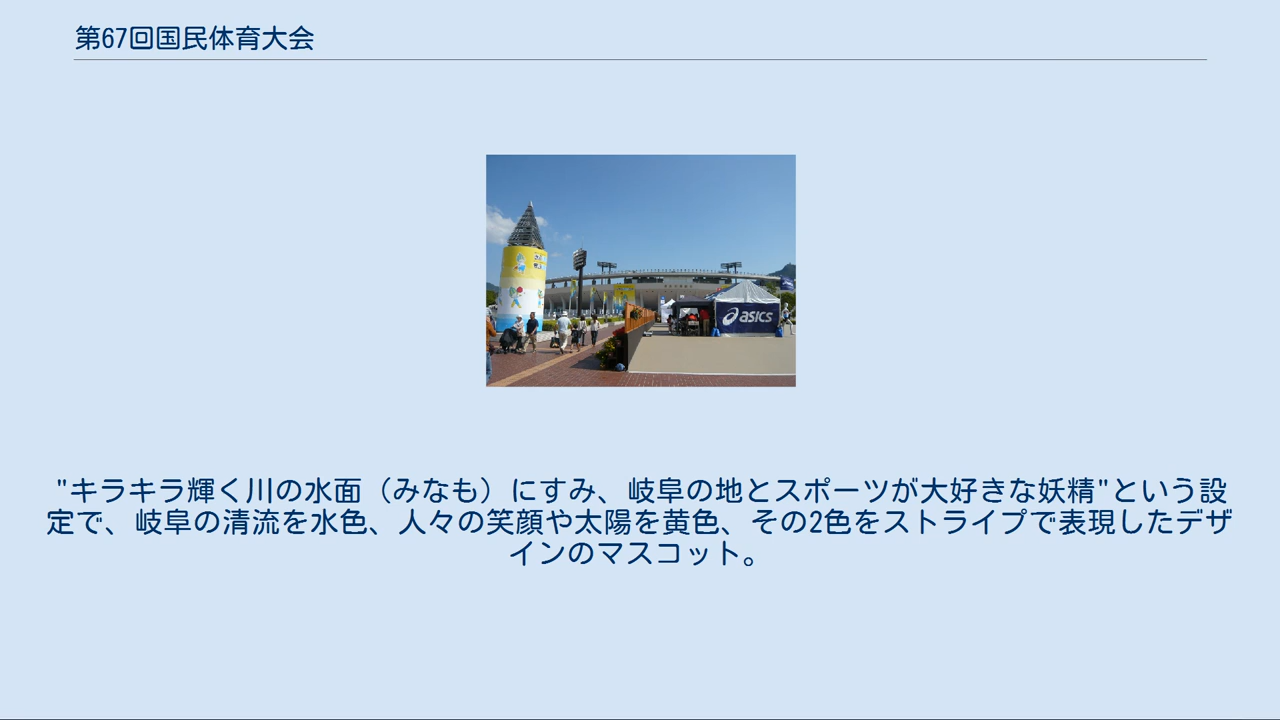 第67回国民体育大会
asics
"キラキラ輝く川の水面（みなも）にすみ、岐阜の地とスポーツが大好きな妖精"という設
定で、岐阜の清流を水色、人々の笑顔や太陽を黄色、その2色をストライプで表現したデザ
インのマスコット。